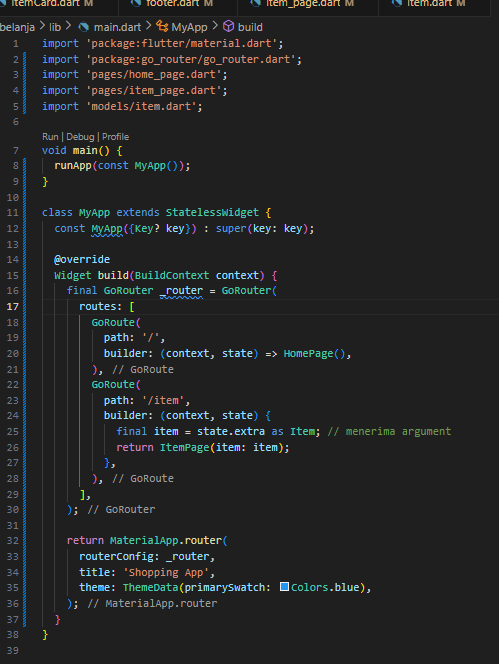 ItemCard.dart M footer.dart M item_page.dart M item.dart M
belanja > lib > main.dart > MyApp > build
1 import 'package:flutter/material.dart';
2 import 'package:go_router/go_router.dart';
3 import 'pages/home_page.dart';
4 import 'pages/item_page.dart';
5 import 'models/item.dart';
6
Run | Debug | Profile
7 void main() {
8   runApp(const MyApp());
9 }
10
11 class MyApp extends StatelessWidget {
12   const MyApp({Key? key}) : super(key: key);
13
14   @override
15   Widget build(BuildContext context) {
16     final GoRouter _router = GoRouter(
17       routes: [
18         GoRoute(
19           path: '/',
20           builder: (context, state) => HomePage(),
21         ), // GoRoute
22         GoRoute(
23           path: '/item',
24           builder: (context, state) {
25             final item = state.extra as Item; // menerima argument
26             return ItemPage(item: item);
27           },
28         ), // GoRoute
29       ],
30     ); // GoRouter
31
32     return MaterialApp.router(
33       routerConfig: _router,
34       title: 'Shopping App',
35       theme: ThemeData(primarySwatch: Colors.blue),
36     ); // MaterialApp.router
37   }
38 }
39